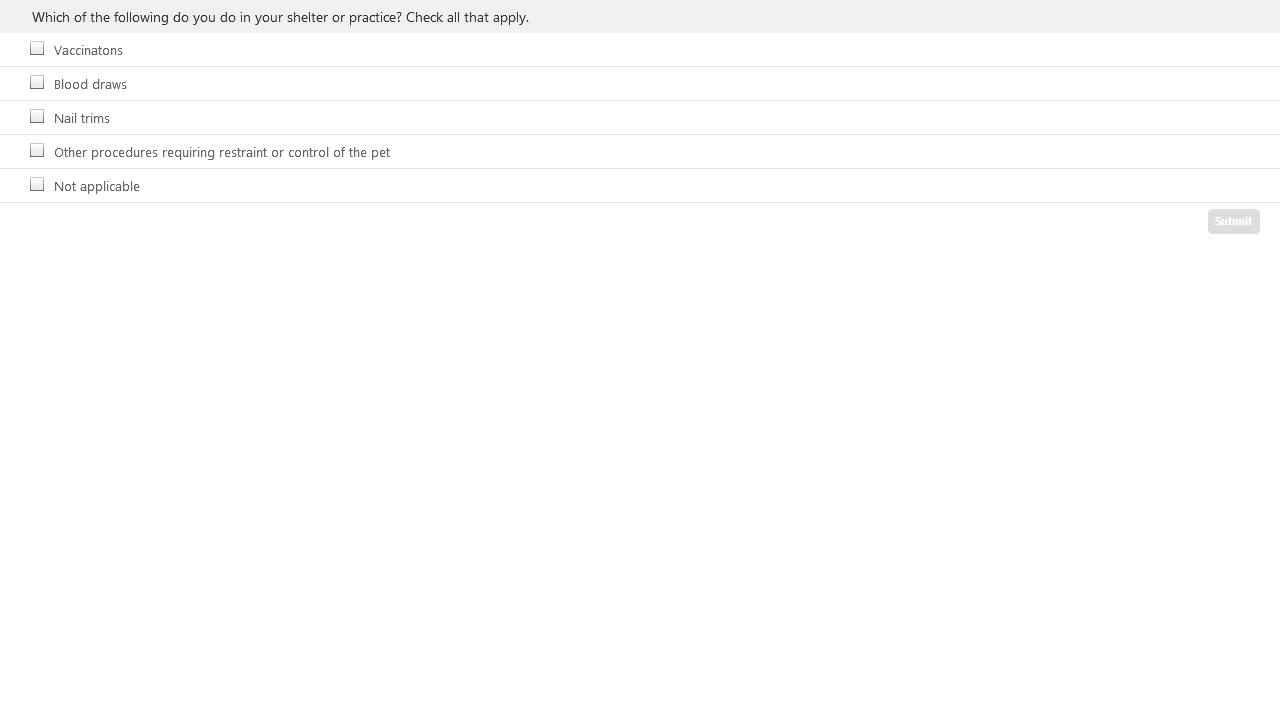 Which of the following do you do in your shelter or practice? Check all that apply.
Vaccinatons
Blood draws
Nail trims
Other procedures requiring restraint or control of the pet
Not applicable
Submit